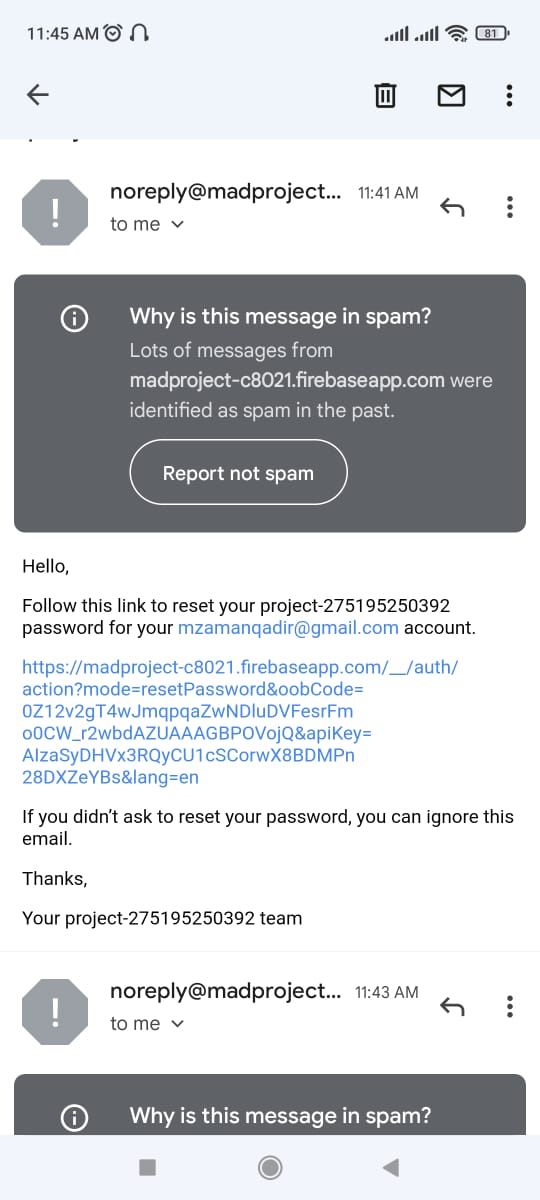 11:45 AM
81
noreply@madproject... 11:41 AM
to me
Why is this message in spam?
Lots of messages from
madproject-c8021.firebaseapp.com were
identified as spam in the past.
Report not spam
Hello,
Follow this link to reset your project-275195250392
password for your mzamanqadir@gmail.com account.
https://madproject-c8021.firebaseapp.com/__/auth/
action?mode=resetPassword&oobCode=
0Z12v2gT4wJmqpqaZwNDluDVFesrFm
o0CW_r2wbdAZUAAAGBPOVojQ&apiKey=
AIzaSyDHVx3RQyCU1cSCorwX8BDMPn
28DXZeYBs&lang=en
If you didn’t ask to reset your password, you can ignore this
email.
Thanks,
Your project-275195250392 team
noreply@madproject... 11:43 AM
to me
Why is this message in spam?